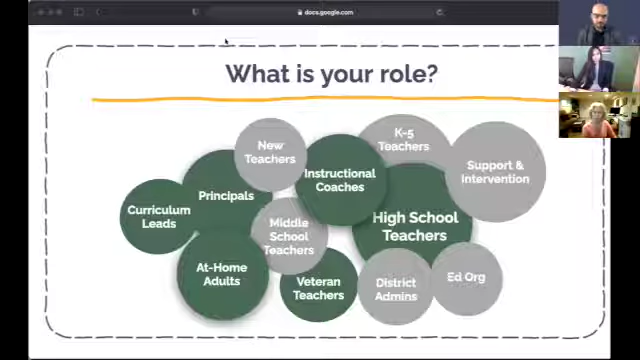 docs.google.com
What is your role?
K-5
Teachers
New
Teachers
Instructional
Coaches
Support &
Intervention
Principals
Curriculum
Leads
Middle
School
Teachers
High School
Teachers
At-Home
Adults
Veteran
Teachers
District
Admins
Ed Org